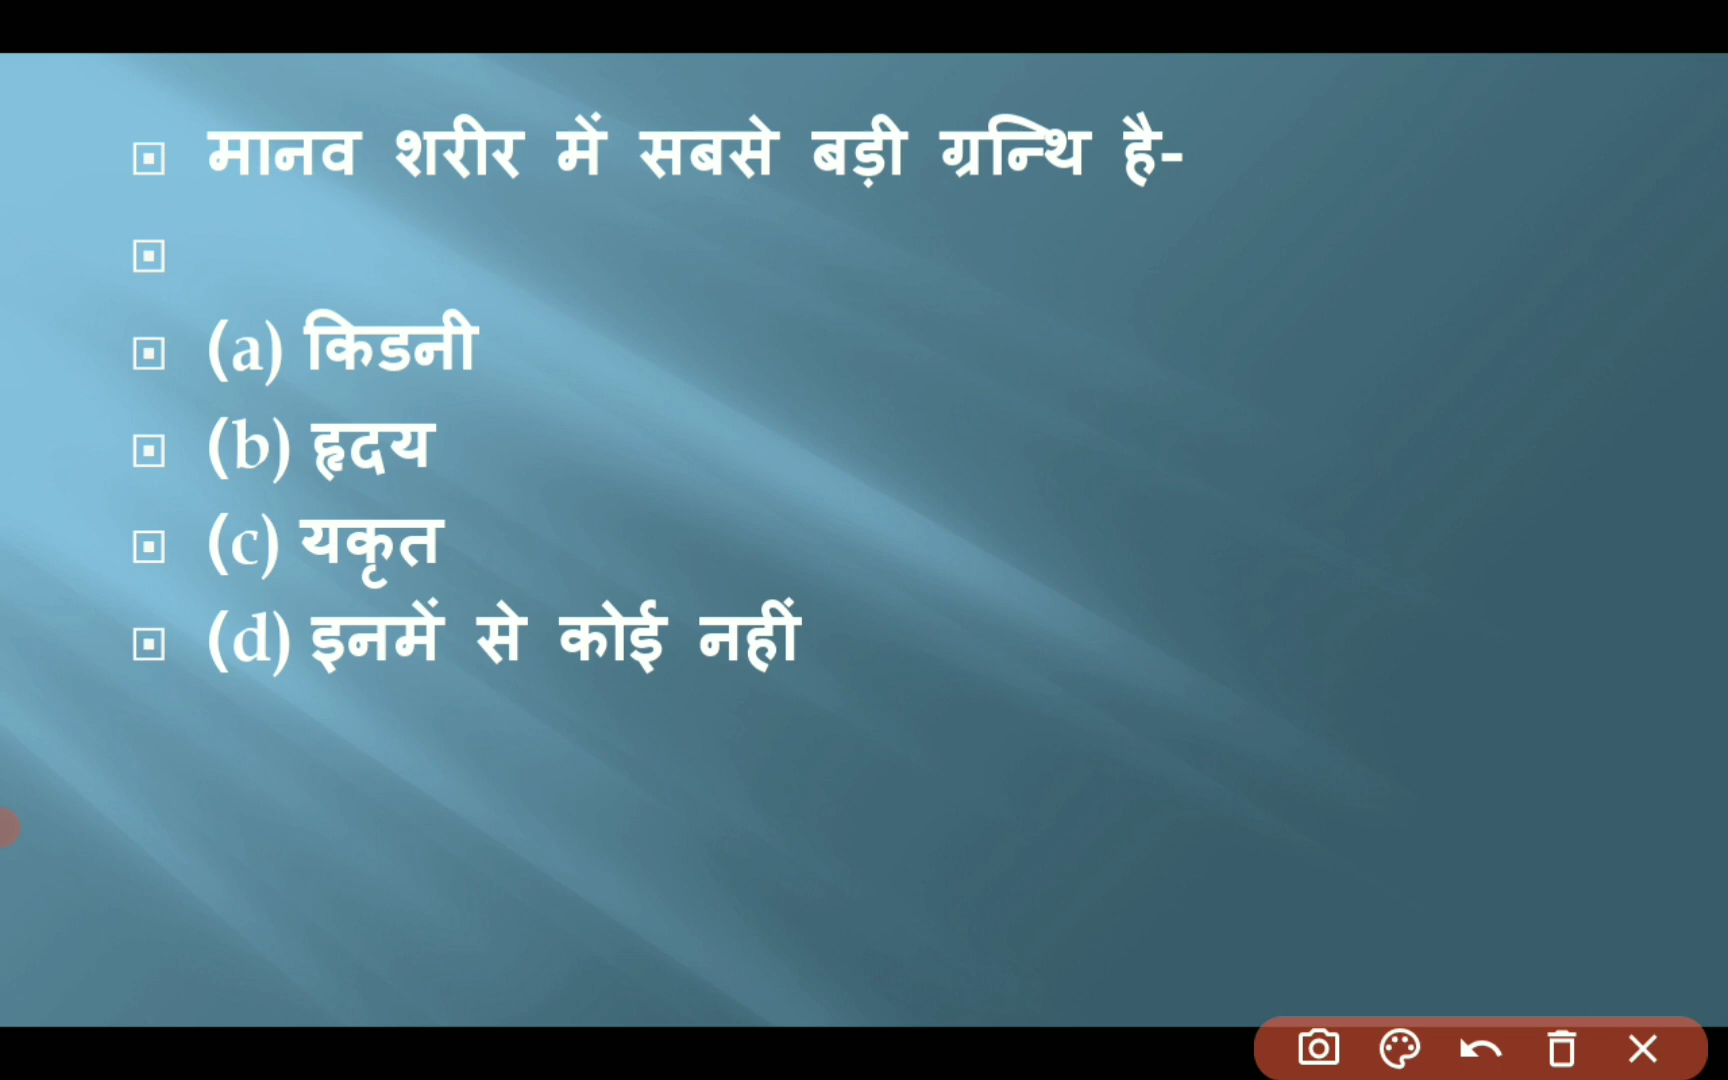 मानव शरीर में सबसे बड़ी ग्रन्थि है-
(a) किडनी
(b) हृदय
(c) यकृत
(d) इनमें से कोई नहीं